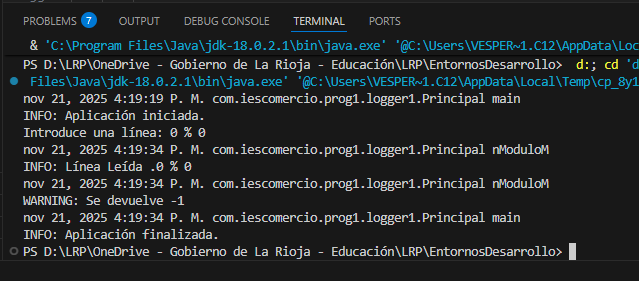 PROBLEMS 7 OUTPUT DEBUG CONSOLE TERMINAL PORTS
& 'C:\Program Files\Java\jdk-18.0.2.1\bin\java.exe' '@C:\Users\VESPER~1.C12\AppData\Loc
PS D:\LRP\OneDrive - Gobierno de La Rioja - Educación\LRP\EntornosDesarrollo> d:; cd 'd
Files\Java\jdk-18.0.2.1\bin\java.exe' '@C:\Users\VESPER~1.C12\AppData\Local\Temp\cp_8y1
nov 21, 2025 4:19:19 P. M. com.iescomercio.prog1.logger1.Principal main
INFO: Aplicación iniciada.
Introduce una línea: 0 % 0
nov 21, 2025 4:19:34 P. M. com.iescomercio.prog1.logger1.Principal nModuloM
INFO: Línea Leída .0 % 0
nov 21, 2025 4:19:34 P. M. com.iescomercio.prog1.logger1.Principal nModuloM
WARNING: Se devuelve -1
nov 21, 2025 4:19:34 P. M. com.iescomercio.prog1.logger1.Principal main
INFO: Aplicación finalizada.
PS D:\LRP\OneDrive - Gobierno de La Rioja - Educación\LRP\EntornosDesarrollo>